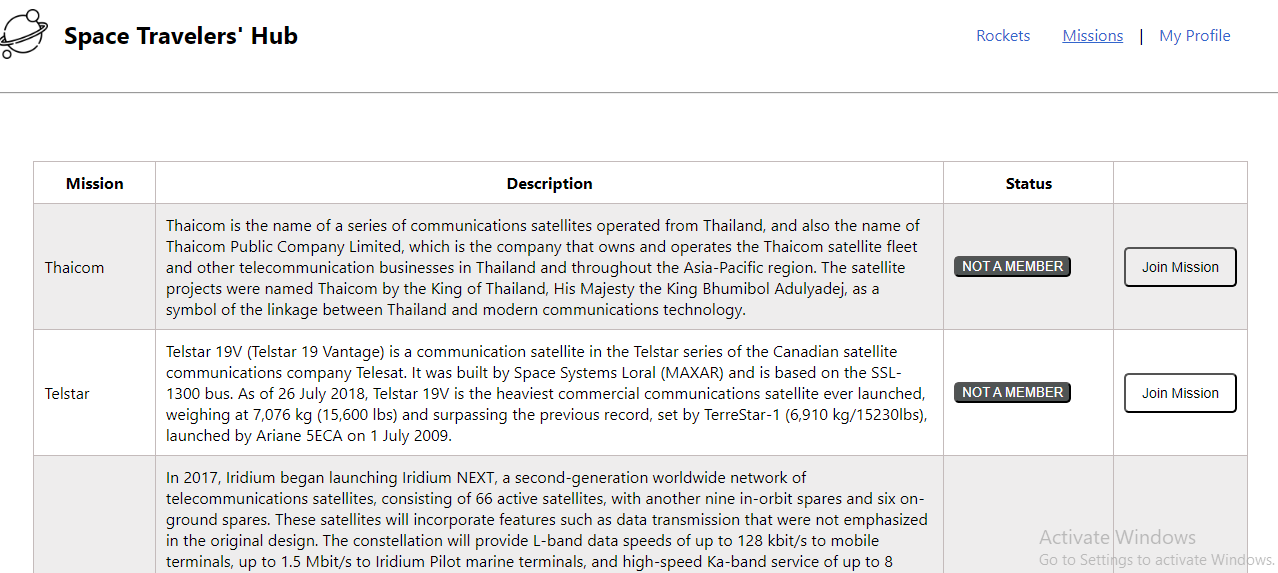 Space Travelers' Hub
Rockets Missions | My Profile
Mission Description Status
Thaicom is the name of a series of communications satellites operated from Thailand, and also the name of
Thaicom Public Company Limited, which is the company that owns and operates the Thaicom satellite fleet
Thaicom and other telecommunication businesses in Thailand and throughout the Asia-Pacific region. The satellite NOT A MEMBER Join Mission
projects were named Thaicom by the King of Thailand, His Majesty the King Bhumibol Adulyadej, as a
symbol of the linkage between Thailand and modern communications technology.
Telstar 19V (Telstar 19 Vantage) is a communication satellite in the Telstar series of the Canadian satellite
communications company Telesat. It was built by Space Systems Loral (MAXAR) and is based on the SSL-
Telstar 1300 bus. As of 26 July 2018, Telstar 19V is the heaviest commercial communications satellite ever launched, NOT A MEMBER Join Mission
weighing at 7,076 kg (15,600 lbs) and surpassing the previous record, set by TerreStar-1 (6,910 kg/15230lbs),
launched by Ariane 5ECA on 1 July 2009.
In 2017, Iridium began launching Iridium NEXT, a second-generation worldwide network of
telecommunications satellites, consisting of 66 active satellites, with another nine in-orbit spares and six on-
ground spares. These satellites will incorporate features such as data transmission that were not emphasized
in the original design. The constellation will provide L-band data speeds of up to 128 kbit/s to mobile
terminals, up to 1.5 Mbit/s to Iridium Pilot marine terminals, and high-speed Ka-band service of up to 8
Activate Windows
Go to Settings to activate Windows.